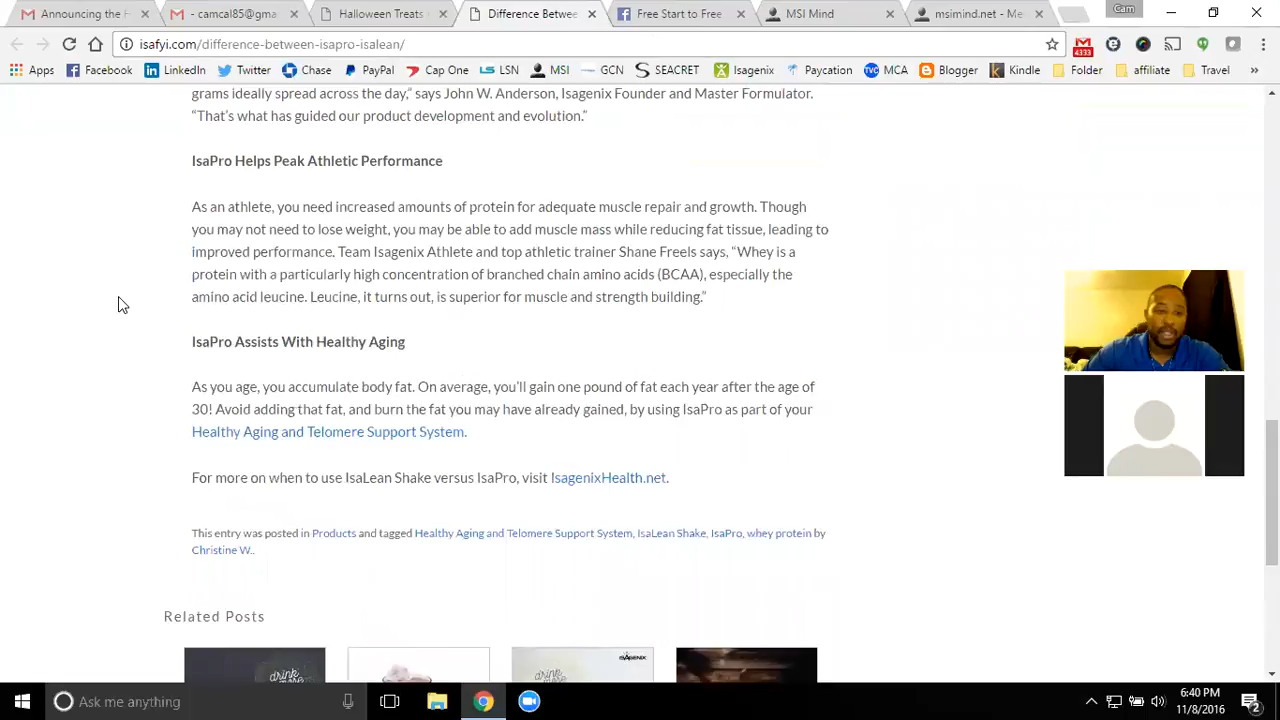 Announcing the F
- camcal85@gma
Halloween Treats
Difference Betwee
Free Start to Free
MSI Mind
msimind.net - Me
Cam
isafyi.com/difference-between-isapro-isalean/
4333
Apps
Facebook
LinkedIn
Twitter
Chase
PayPal
Cap One
LSN
MSI
GCN
SEACRET
Isagenix
Paycation
MCA
Blogger
Kindle
Folder
affiliate
Travel
»
grams ideally spread across the day,” says John W. Anderson, Isagenix Founder and Master Formulator.
“That’s what has guided our product development and evolution.”
IsaPro Helps Peak Athletic Performance
As an athlete, you need increased amounts of protein for adequate muscle repair and growth. Though
you may not need to lose weight, you may be able to add muscle mass while reducing fat tissue, leading to
improved performance. Team Isagenix Athlete and top athletic trainer Shane Freels says, “Whey is a
protein with a particularly high concentration of branched chain amino acids (BCAA), especially the
amino acid leucine. Leucine, it turns out, is superior for muscle and strength building.”
IsaPro Assists With Healthy Aging
As you age, you accumulate body fat. On average, you’ll gain one pound of fat each year after the age of
30! Avoid adding that fat, and burn the fat you may have already gained, by using IsaPro as part of your
Healthy Aging and Telomere Support System.
For more on when to use IsaLean Shake versus IsaPro, visit IsagenixHealth.net.
This entry was posted in Products and tagged Healthy Aging and Telomere Support System, IsaLean Shake, IsaPro, whey protein by
Christine W..
Related Posts
drink
ISAGENIX
drink
Ask me anything
6:40 PM
11/8/2016
2